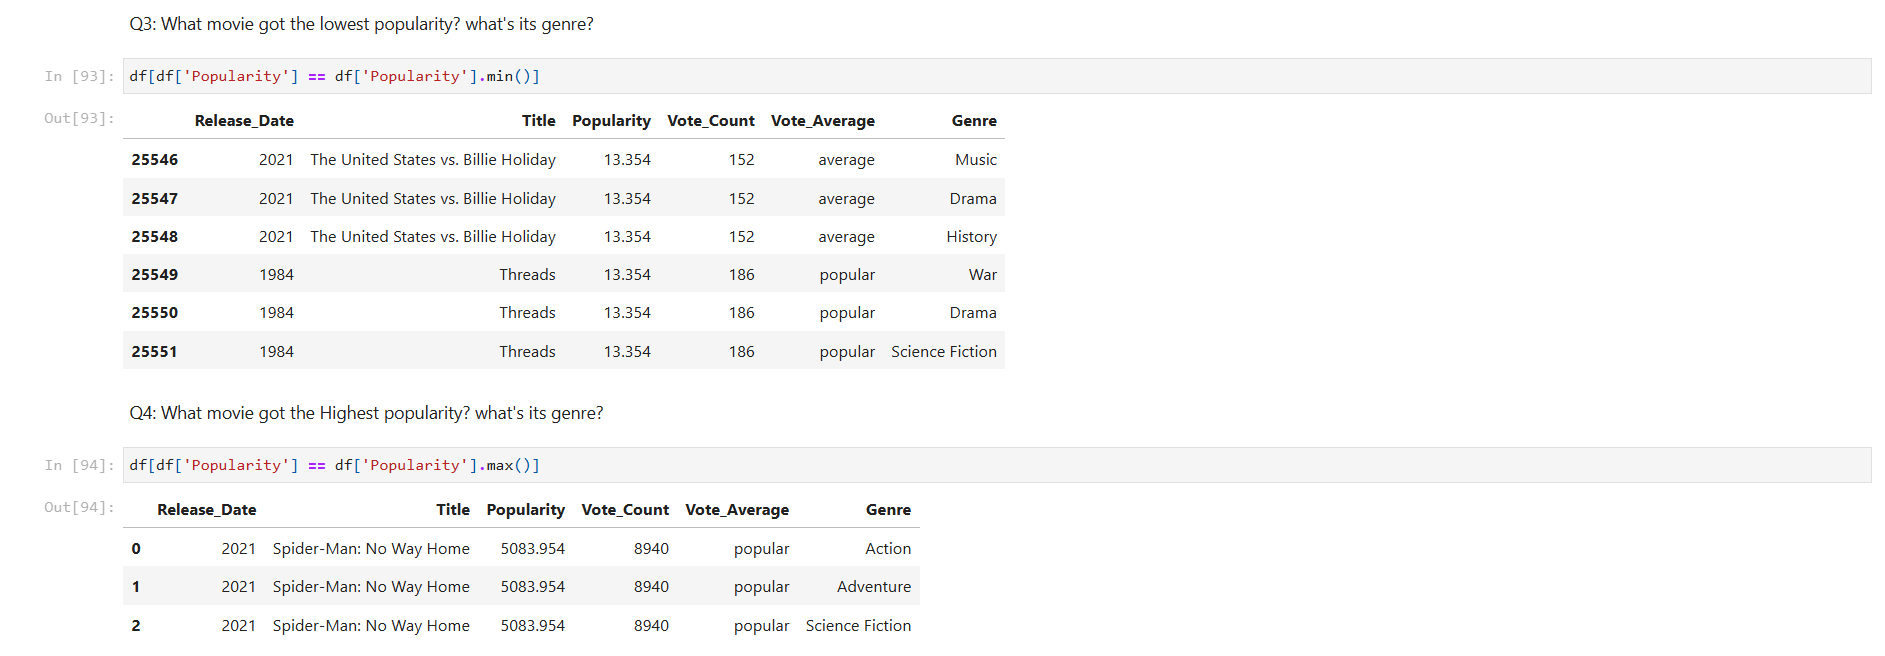 Q3: What movie got the lowest popularity? what's its genre?
In [93]: df[df['Popularity'] == df['Popularity'].min()]
Out[93]:
Release_Date Title Popularity Vote_Count Vote_Average Genre
25546 2021 The United States vs. Billie Holiday 13.354 152 average Music
25547 2021 The United States vs. Billie Holiday 13.354 152 average Drama
25548 2021 The United States vs. Billie Holiday 13.354 152 average History
25549 1984 Threads 13.354 186 popular War
25550 1984 Threads 13.354 186 popular Drama
25551 1984 Threads 13.354 186 popular Science Fiction
Q4: What movie got the Highest popularity? what's its genre?
In [94]: df[df['Popularity'] == df['Popularity'].max()]
Out[94]:
Release_Date Title Popularity Vote_Count Vote_Average Genre
0 2021 Spider-Man: No Way Home 5083.954 8940 popular Action
1 2021 Spider-Man: No Way Home 5083.954 8940 popular Adventure
2 2021 Spider-Man: No Way Home 5083.954 8940 popular Science Fiction